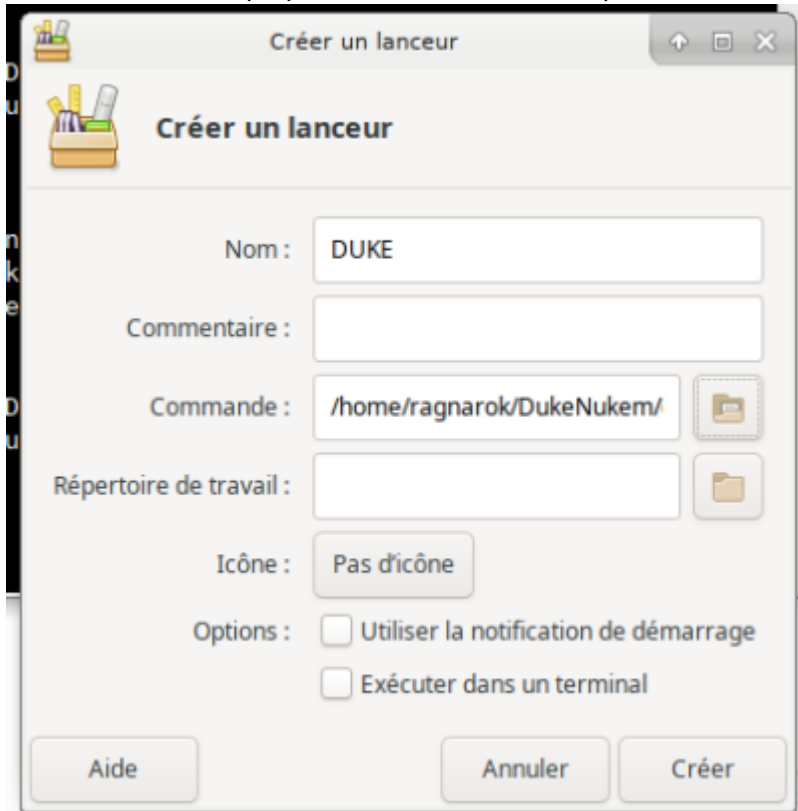 Créer un lanceur
Créer un lanceur
Nom : DUKE
Commentaire :
Commande : /home/ragnarok/DukeNukem/
Répertoire de travail :
Icône : Pas d'icône
Options : Utiliser la notification de démarrage
Exécuter dans un terminal
Aide Annuler Créer